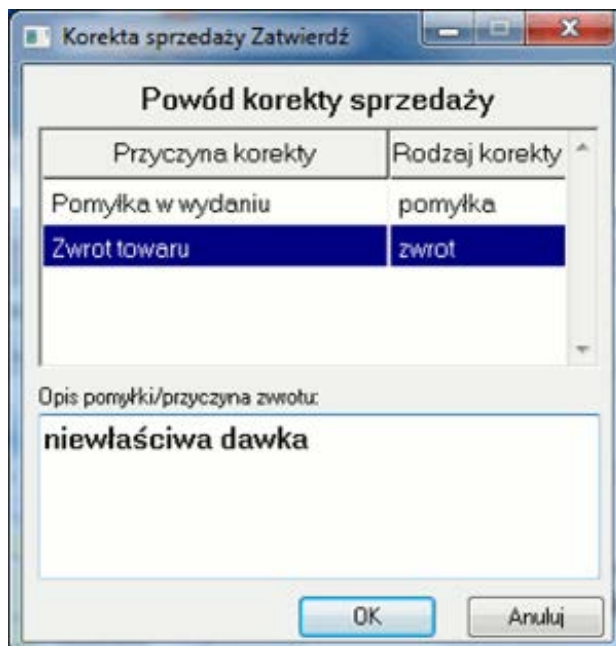 Korekta sprzedaży Zatwierdź
Powód korekty sprzedaży
Przyczyna korekty Rodzaj korekty
Pomyłka w wydaniu pomyłka
Zwrot towaru zwrot
Opis pomyłki/przyczyna zwrotu:
niewłaściwa dawka
OK Anuluj